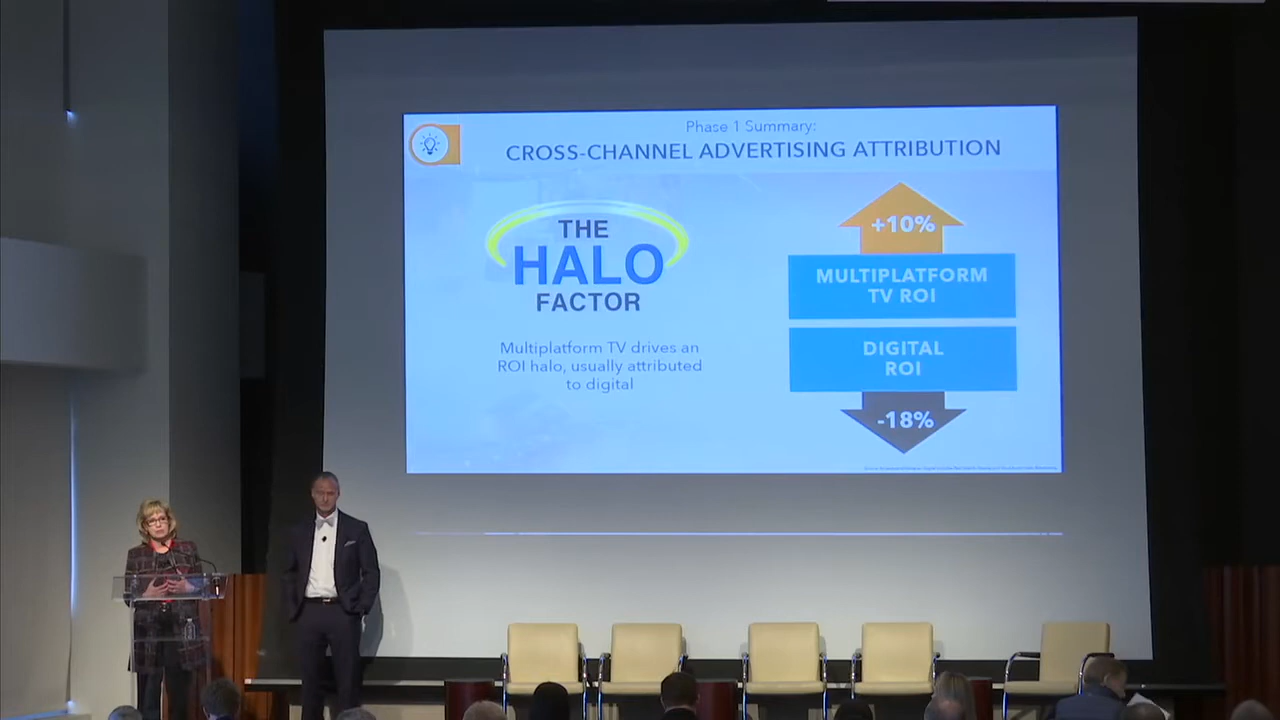 Phase 1 Summary:
CROSS-CHANNEL ADVERTISING ATTRIBUTION
THE
HALO
FACTOR
Multiplatform TV drives an
ROI halo, usually attributed
to digital
+10%
MULTIPLATFORM
TV ROI
DIGITAL
ROI
-18%